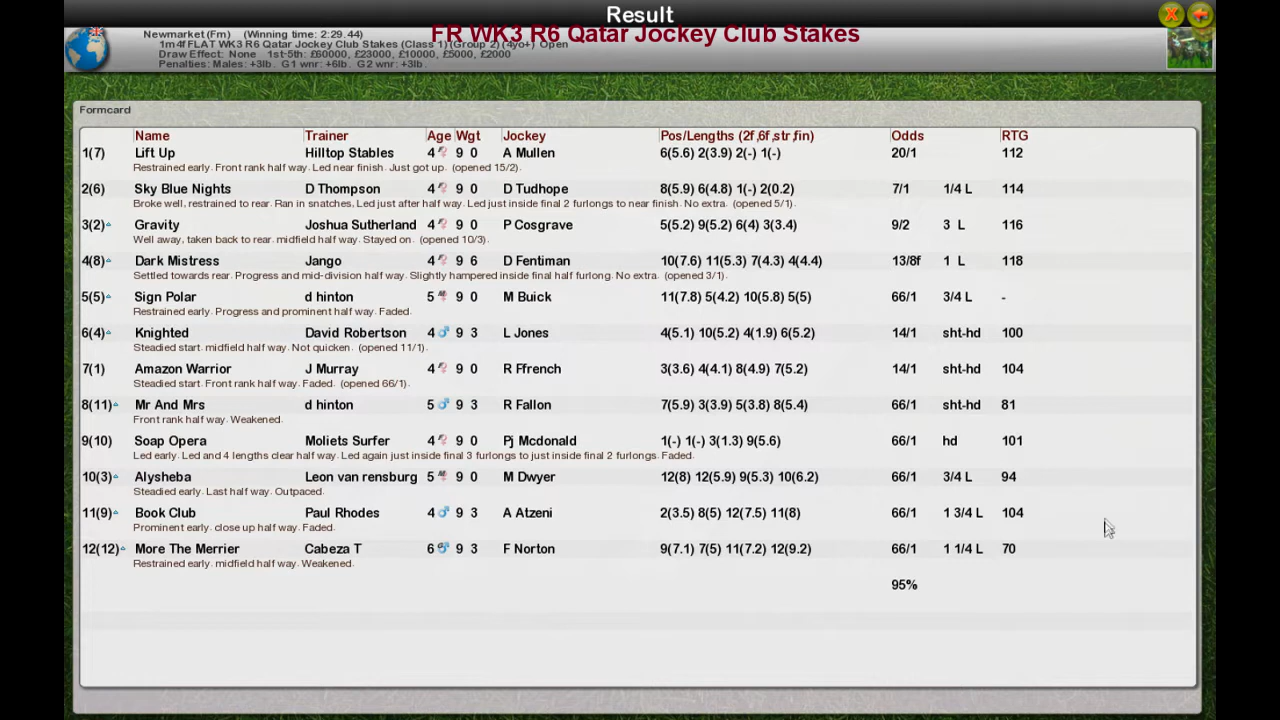 Result
FR WK3 R6 Qatar Jockey Club Stakes
Newmarket (Fm) (Winning time: 2:29.44)
1m4f FLAT WK3 R6 Qatar Jockey Club Stakes (Class 1) (Group 2) (4yo+) Open
Draw Effect: None 1st-5th: £60000, £23000, £10000, £5000, £2000
Penalties: Males: +3lb. G1 wnr: +6lb. G2 wnr: +3lb.
Formcard
Name Trainer Age Wgt Jockey Pos/Lengths (2f,6f,str,fin) Odds RTG
1(7) Lift Up Hilltop Stables 4 9 0 A Mullen 6(5.6) 2(3.9) 2(-) 1(-) 20/1 112
Restrained early. Front rank half way. Led near finish. Just got up. (opened 15/2).
2(6) Sky Blue Nights D Thompson 4 9 0 D Tudhope 8(5.9) 6(4.8) 1(-) 2(0.2) 7/1 1/4 L 114
Broke well, restrained to rear. Ran in snatches, Led just after half way. Led just inside final 2 furlongs to near finish. No extra. (opened 5/1).
3(2) Gravity Joshua Sutherland 4 9 0 P Cosgrave 5(5.2) 9(5.2) 6(4) 3(3.4) 9/2 3 L 116
Well away, taken back to rear. midfield half way. Stayed on. (opened 10/3).
4(8) Dark Mistress Jango 4 9 6 D Fentiman 10(7.6) 11(5.3) 7(4.3) 4(4.4) 13/8f 1 L 118
Settled towards rear. Progress and mid-division half way. Slightly hampered inside final half furlong. No extra. (opened 3/1).
5(5) Sign Polar d hinton 5 9 0 M Buick 11(7.8) 5(4.2) 10(5.8) 5(5) 66/1 3/4 L -
Restrained early. Progress and prominent half way. Faded.
6(4) Knighted David Robertson 4 9 3 L Jones 4(5.1) 10(5.2) 4(1.9) 6(5.2) 14/1 sht-hd 100
Steadied start. midfield half way. Not quicken. (opened 11/1).
7(1) Amazon Warrior J Murray 4 9 0 R Ffrench 3(3.6) 4(4.1) 8(4.9) 7(5.2) 14/1 sht-hd 104
Steadied start. Front rank half way. Faded. (opened 66/1).
8(11) Mr And Mrs d hinton 5 9 3 R Fallon 7(5.9) 3(3.9) 5(3.8) 8(5.4) 66/1 sht-hd 81
Front rank half way. Weakened.
9(10) Soap Opera Moliets Surfer 4 9 0 Pj Mcdonald 1(-) 1(-) 3(1.3) 9(5.6) 66/1 hd 101
Led early. Led and 4 lengths clear half way. Led again just inside final 3 furlongs to just inside final 2 furlongs. Faded.
10(3) Alysheba Leon van rensburg 5 9 0 M Dwyer 12(8) 12(5.9) 9(5.3) 10(6.2) 66/1 3/4 L 94
Steadied early. Last half way. Outpaced.
11(9) Book Club Paul Rhodes 4 9 3 A Atzeni 2(3.5) 8(5) 12(7.5) 11(8) 66/1 1 3/4 L 104
Prominent early. close up half way. Faded.
12(12) More The Merrier Cabeza T 6 9 3 F Norton 9(7.1) 7(5) 11(7.2) 12(9.2) 66/1 1 1/4 L 70
Restrained early. midfield half way. Weakened.
95%